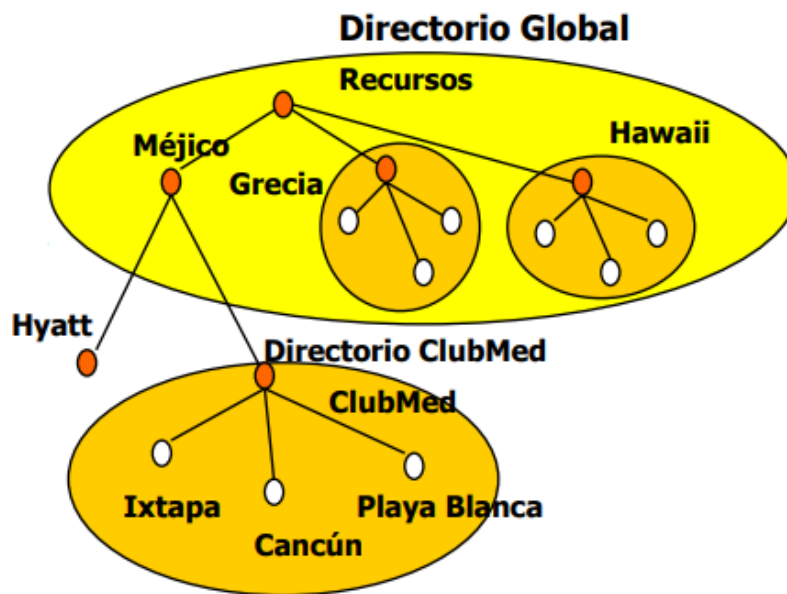 Directorio Global
Recursos
Méjico
Hawaii
Grecia
Hyatt
Directorio ClubMed
ClubMed
Ixtapa
Playa Blanca
Cancún